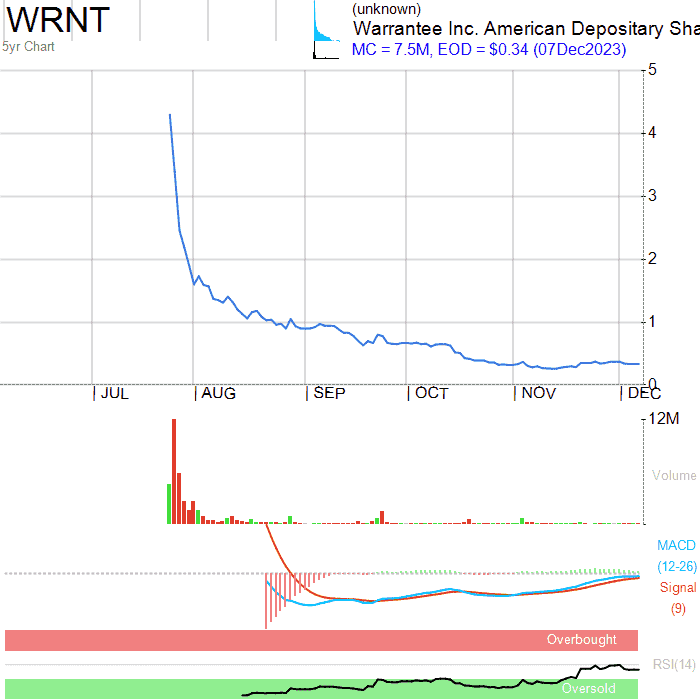 WRNT
(unknown)
5yr Chart
Warrantee Inc. American Depositary Sha
MC = 7.5M, EOD = $0.34 (07Dec2023)
5
4
3
2
1
0
JUL AUG SEP OCT NOV DEC
12M
Volume
MACD
(12-26)
Signal
(9)
Overbought
RSI(14)
Oversold